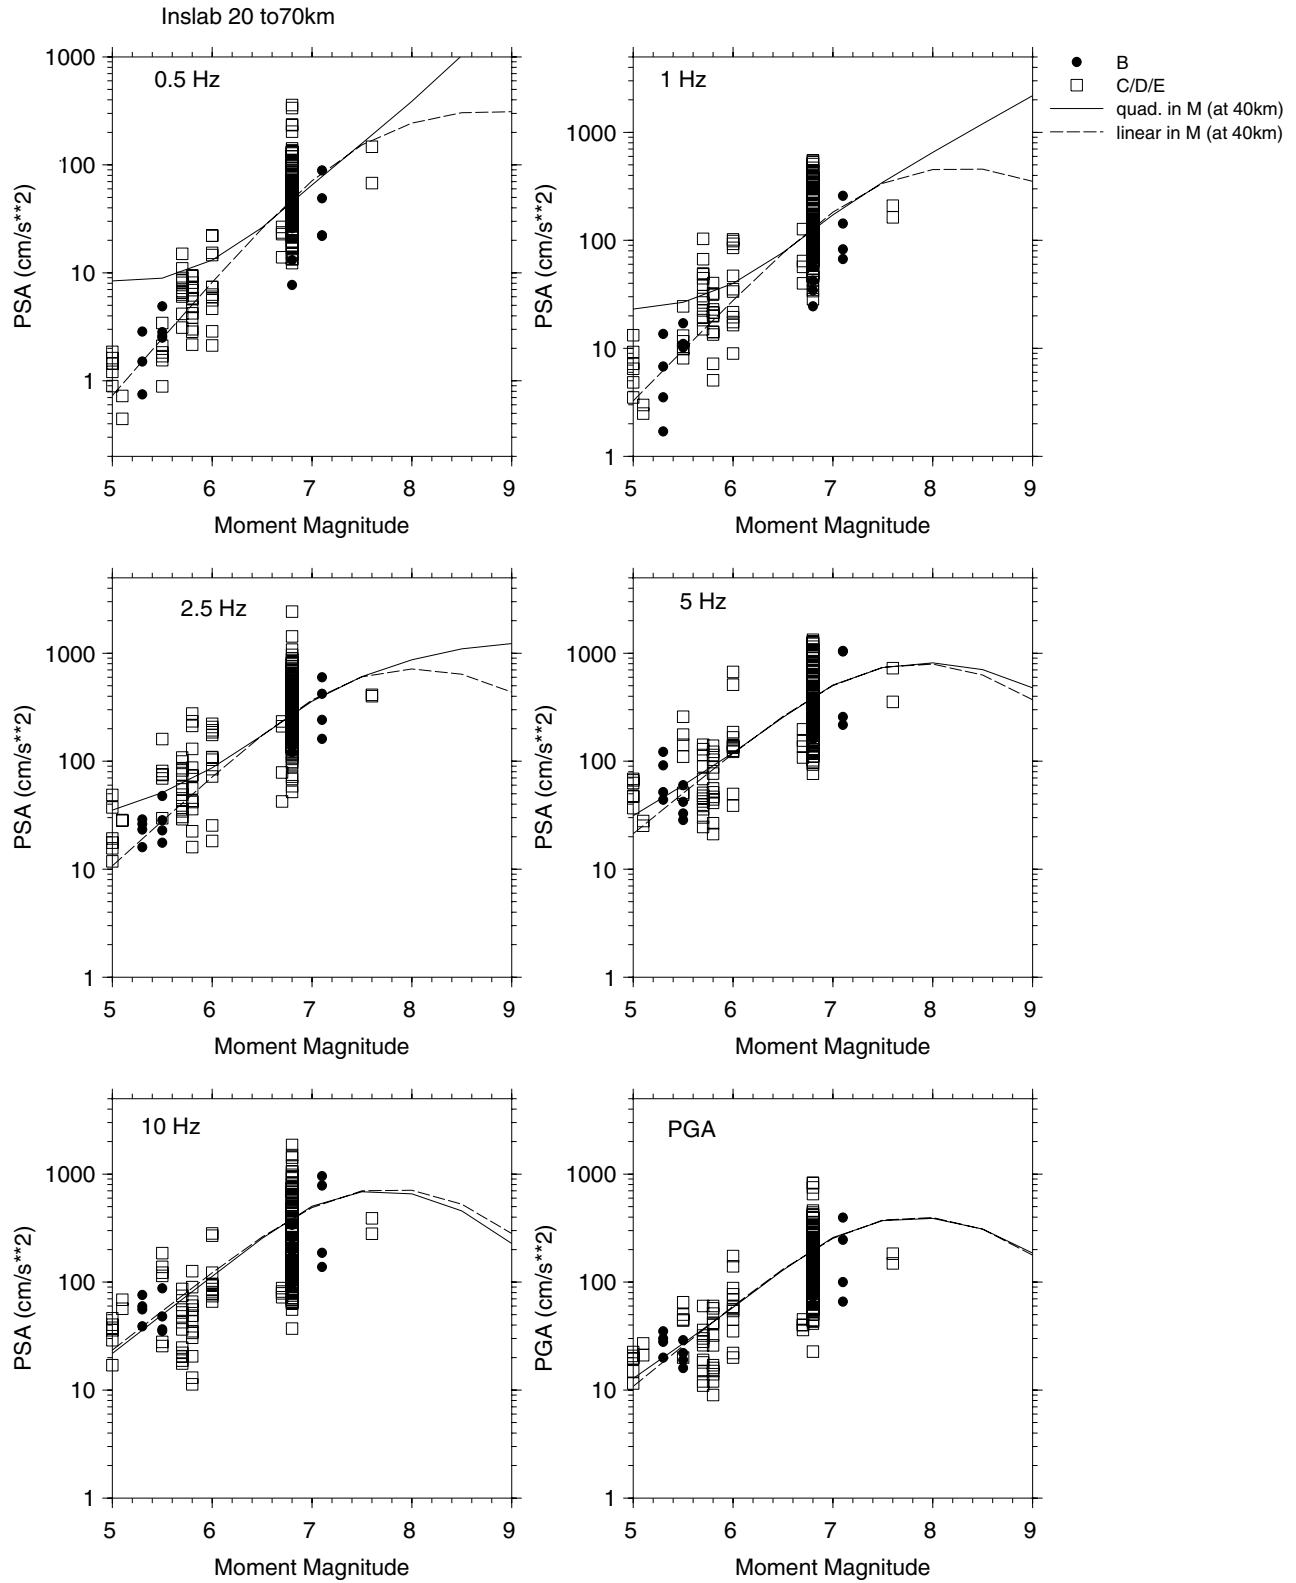 Inslab 20 to70km
0.5 Hz
1000
100
10
1
PSA (cm/s**2)
5 6 7 8 9
Moment Magnitude
1 Hz
1000
100
10
1
PSA (cm/s**2)
5 6 7 8 9
Moment Magnitude
B
C/D/E
quad. in M (at 40km)
linear in M (at 40km)
2.5 Hz
1000
100
10
1
PSA (cm/s**2)
5 6 7 8 9
Moment Magnitude
5 Hz
1000
100
10
1
PSA (cm/s**2)
5 6 7 8 9
Moment Magnitude
10 Hz
1000
100
10
1
PSA (cm/s**2)
5 6 7 8 9
Moment Magnitude
PGA
1000
100
10
1
PGA (cm/s**2)
5 6 7 8 9
Moment Magnitude